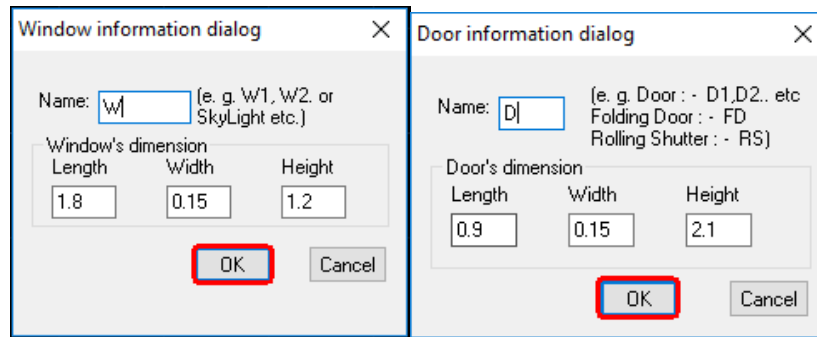 Window information dialog
Name: W (e. g. W1, W2. or
SkyLight etc.)
Window's dimension
Length Width Height
1.8 0.15 1.2
OK Cancel
Door information dialog
Name: D (e. g. Door : - D1,D2.. etc
Folding Door : - FD
Rolling Shutter : - RS)
Door's dimension
Length Width Height
0.9 0.15 2.1
OK Cancel